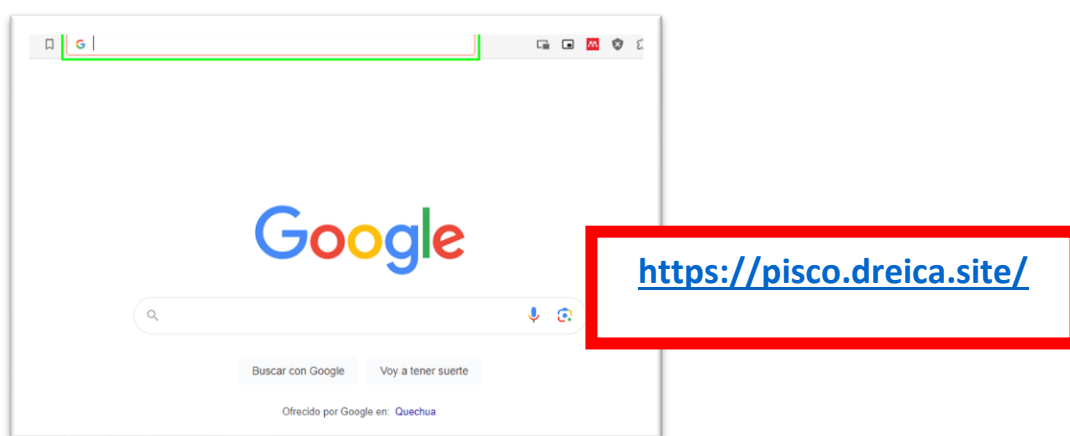 Google
https://pisco.dreica.site/
Buscar con Google Voy a tener suerte
Ofrecido por Google en: Quechua